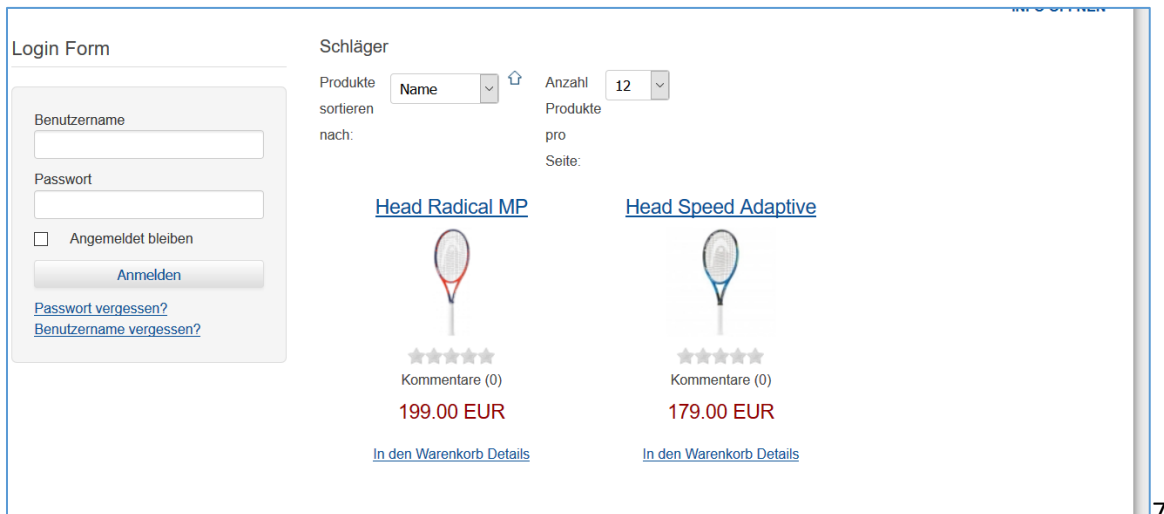 Login Form
Benutzername
Passwort
Angemeldet bleiben
Anmelden
Passwort vergessen?
Benutzername vergessen?
Schläger
Produkte
sortieren
nach:
Name
Anzahl
Produkte
pro
Seite:
12
Head Radical MP
Kommentare (0)
199.00 EUR
In den Warenkorb Details
Head Speed Adaptive
Kommentare (0)
179.00 EUR
In den Warenkorb Details
7